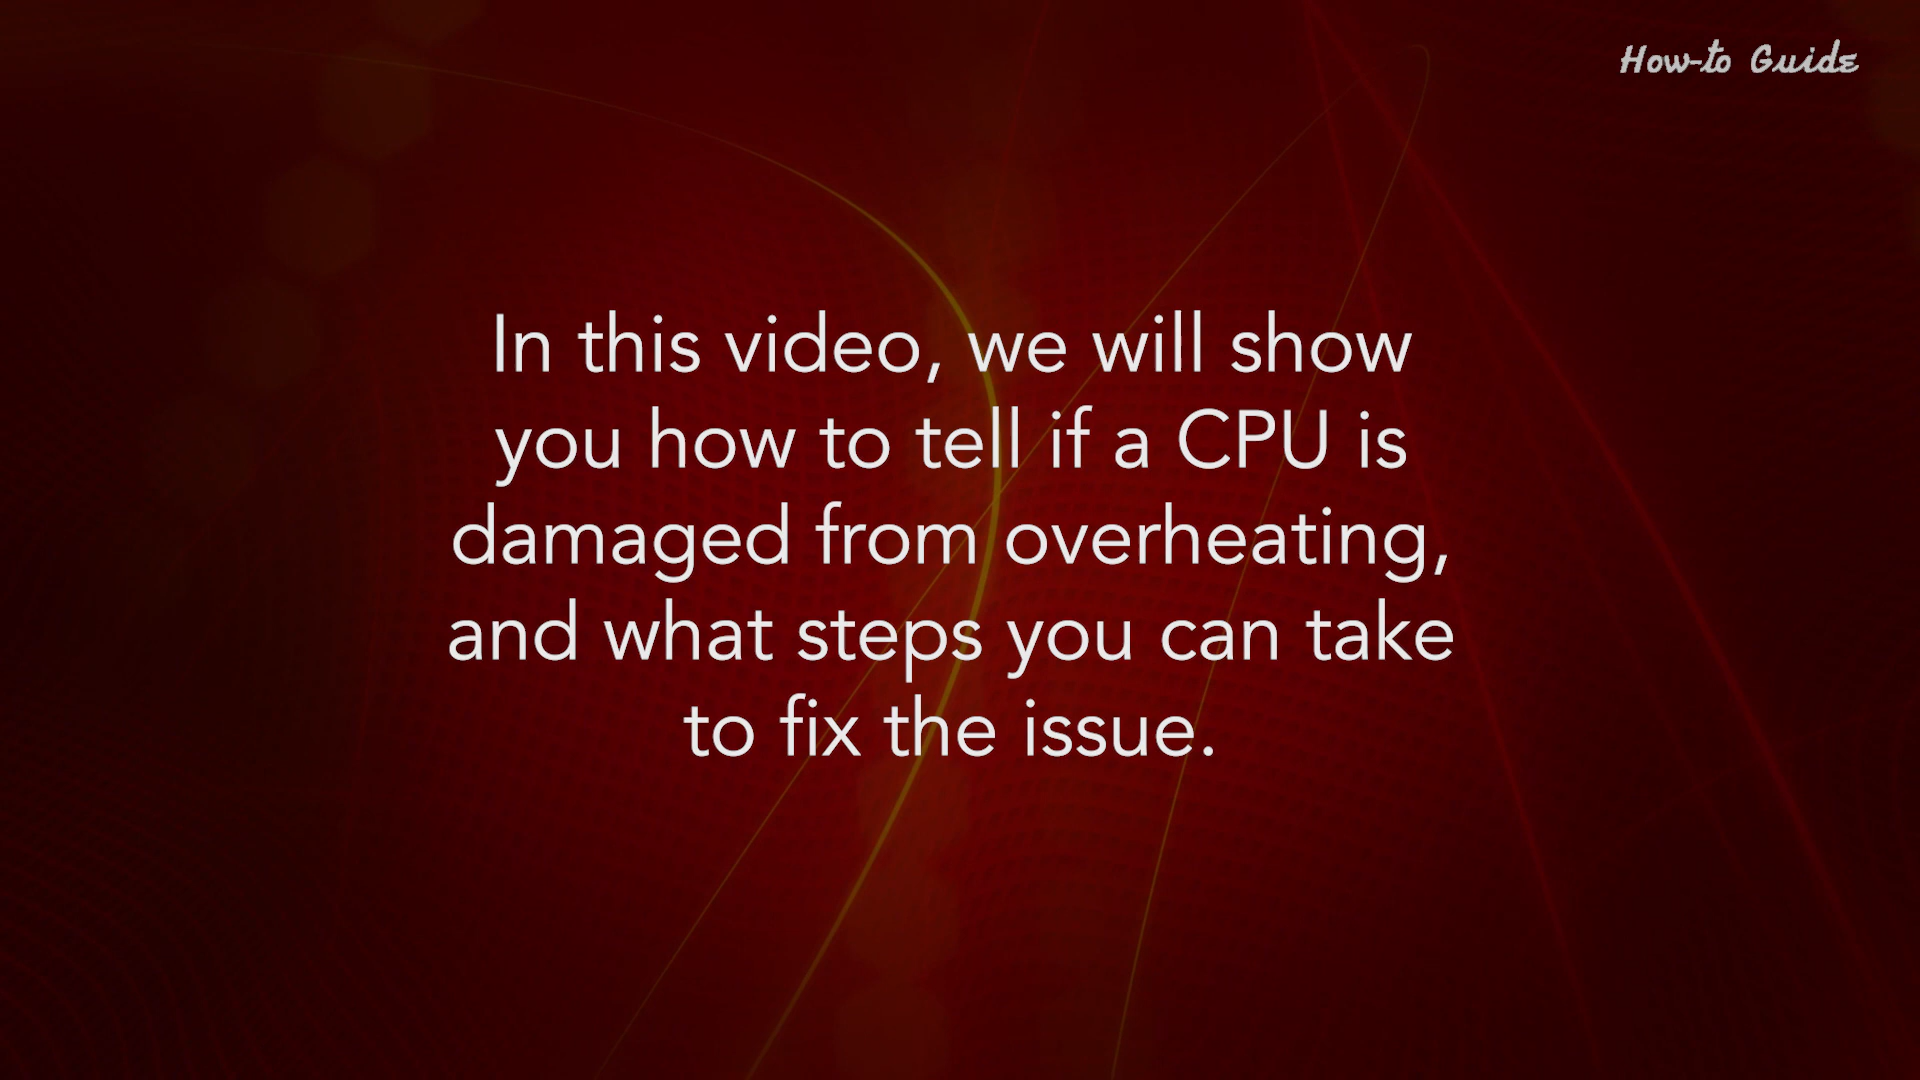 How-to Guide
In this video, we will show
you how to tell if a CPU is
damaged from overheating,
and what steps you can take
to fix the issue.